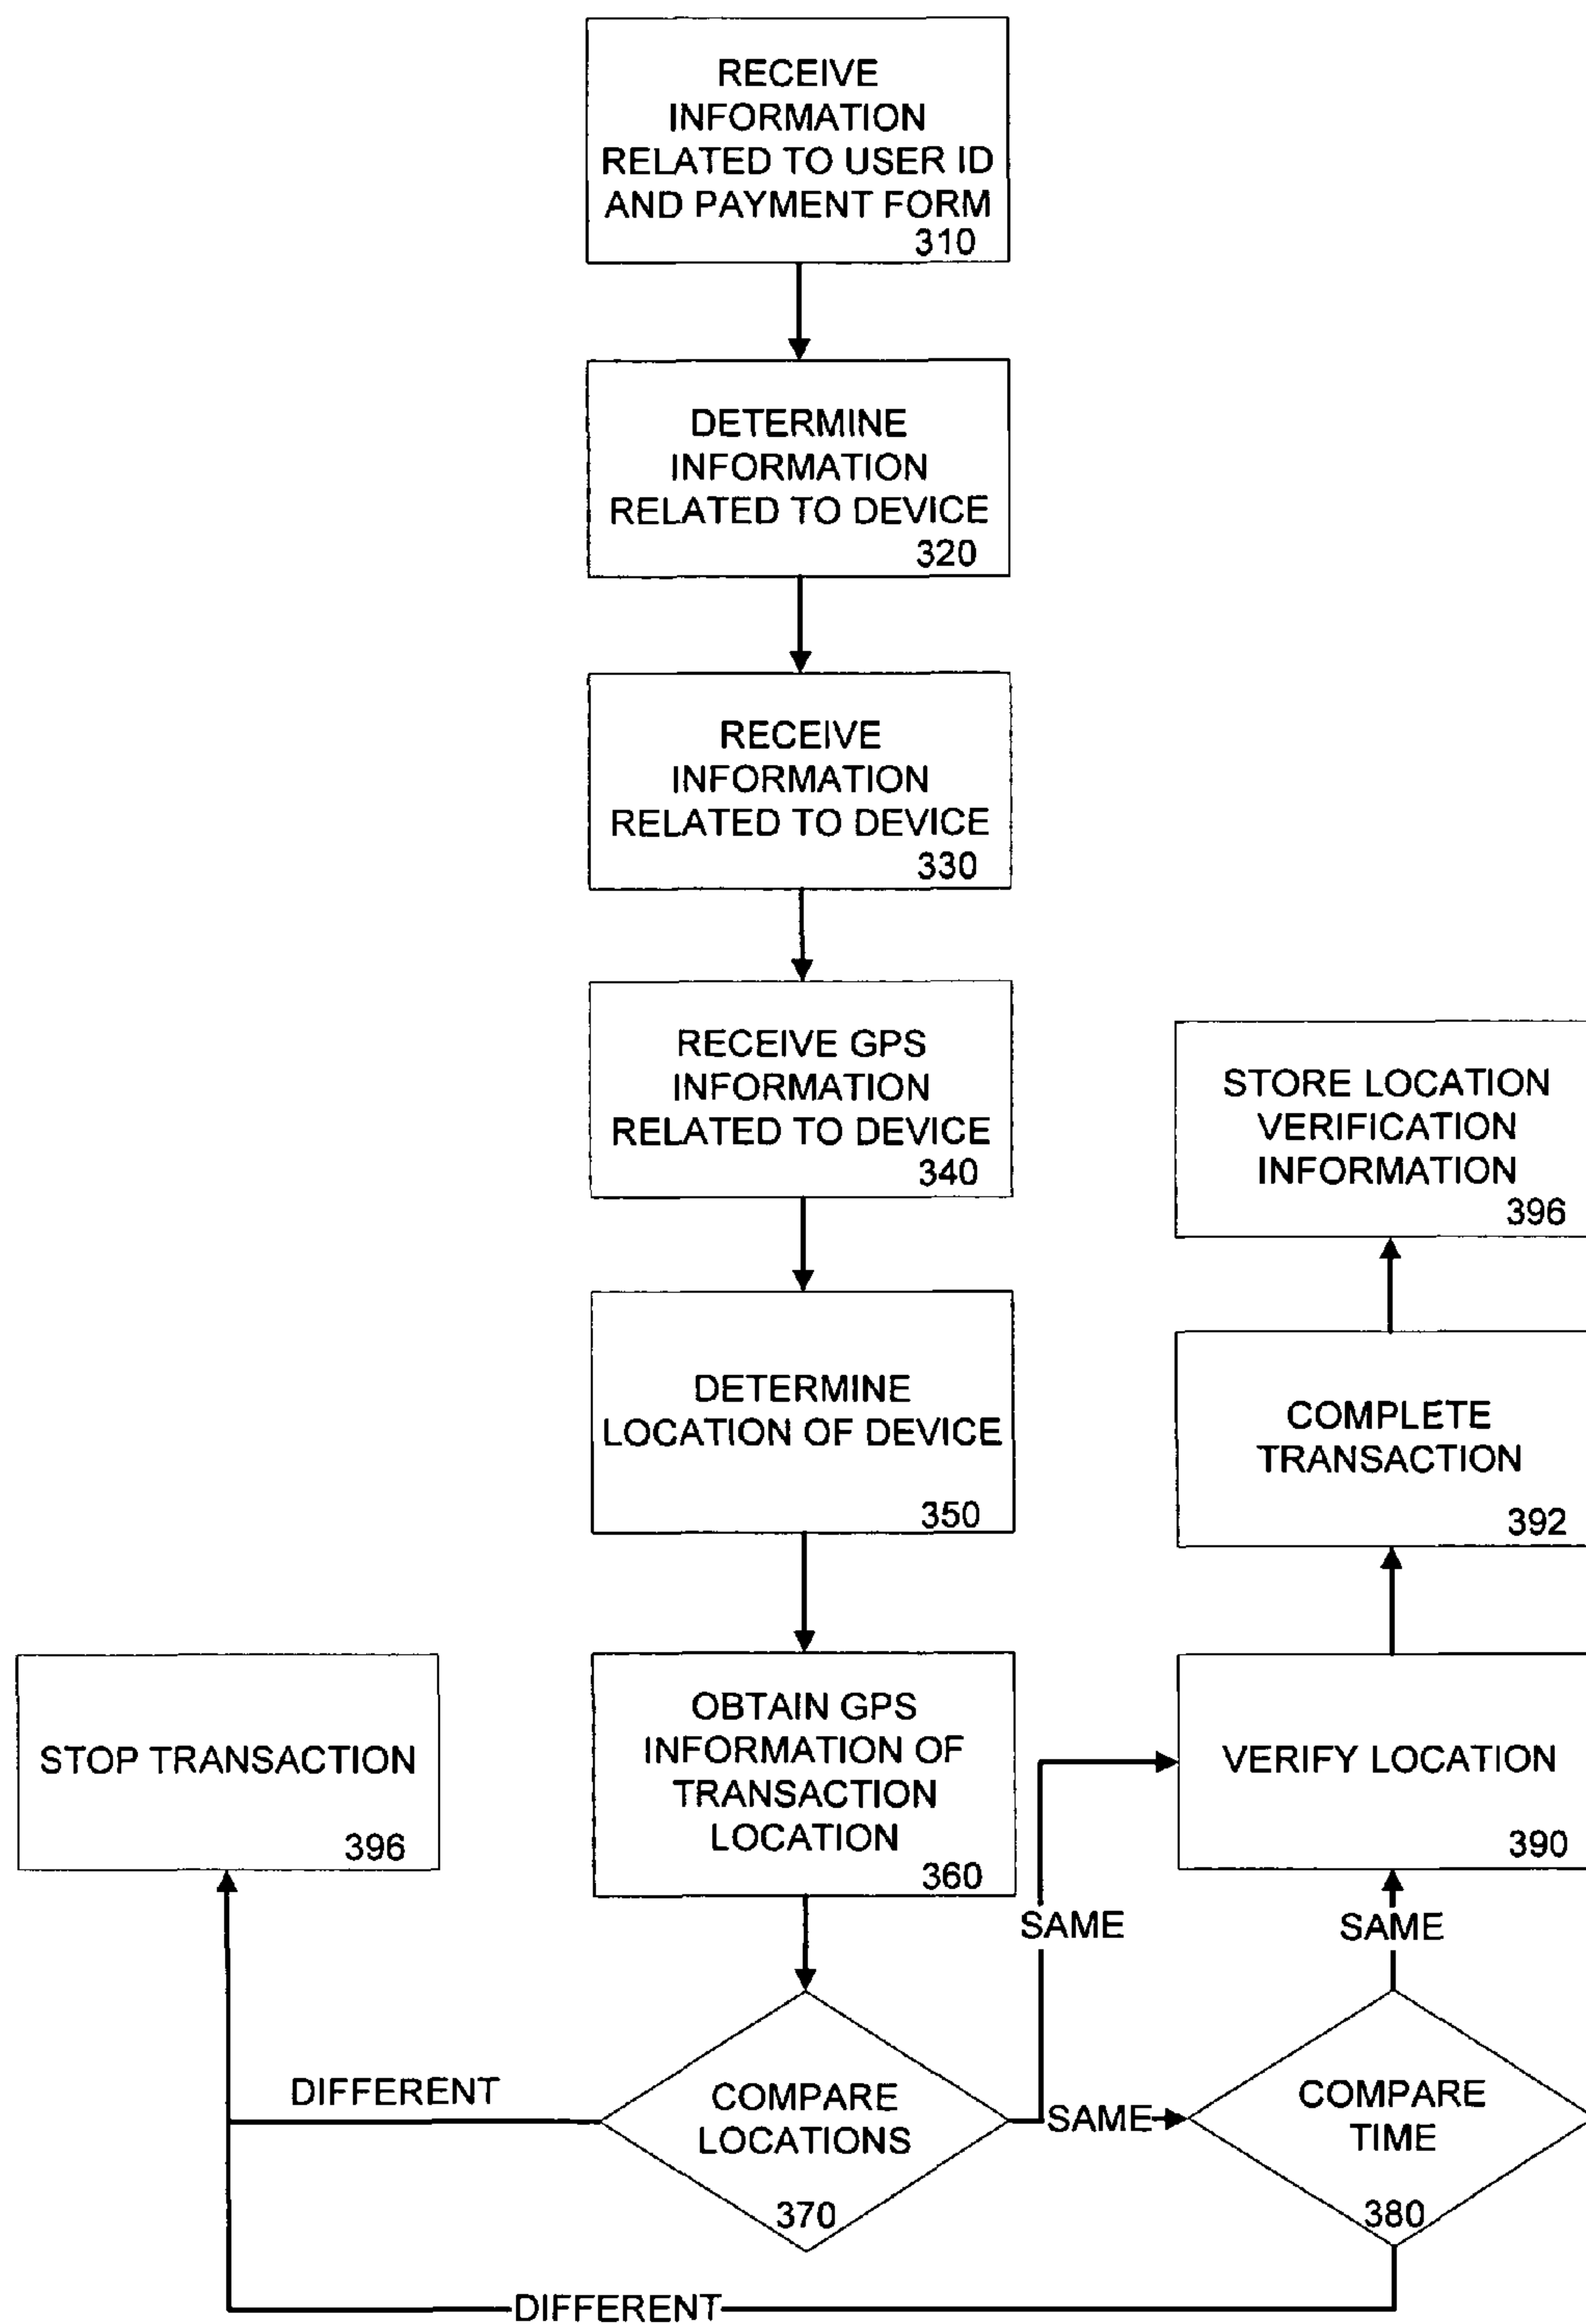 RECEIVE
INFORMATION
RELATED TO USER ID
AND PAYMENT FORM
310
DETERMINE
INFORMATION
RELATED TO DEVICE
320
RECEIVE
INFORMATION
RELATED TO DEVICE
330
RECEIVE GPS
INFORMATION
RELATED TO DEVICE
340
STORE LOCATION
VERIFICATION
INFORMATION
396
DETERMINE
LOCATION OF DEVICE
350
COMPLETE
TRANSACTION
392
STOP TRANSACTION
396
OBTAIN GPS
INFORMATION OF
TRANSACTION
LOCATION
360
VERIFY LOCATION
390
SAME
SAME
DIFFERENT
COMPARE
LOCATIONS
370
SAME
COMPARE
TIME
380
DIFFERENT